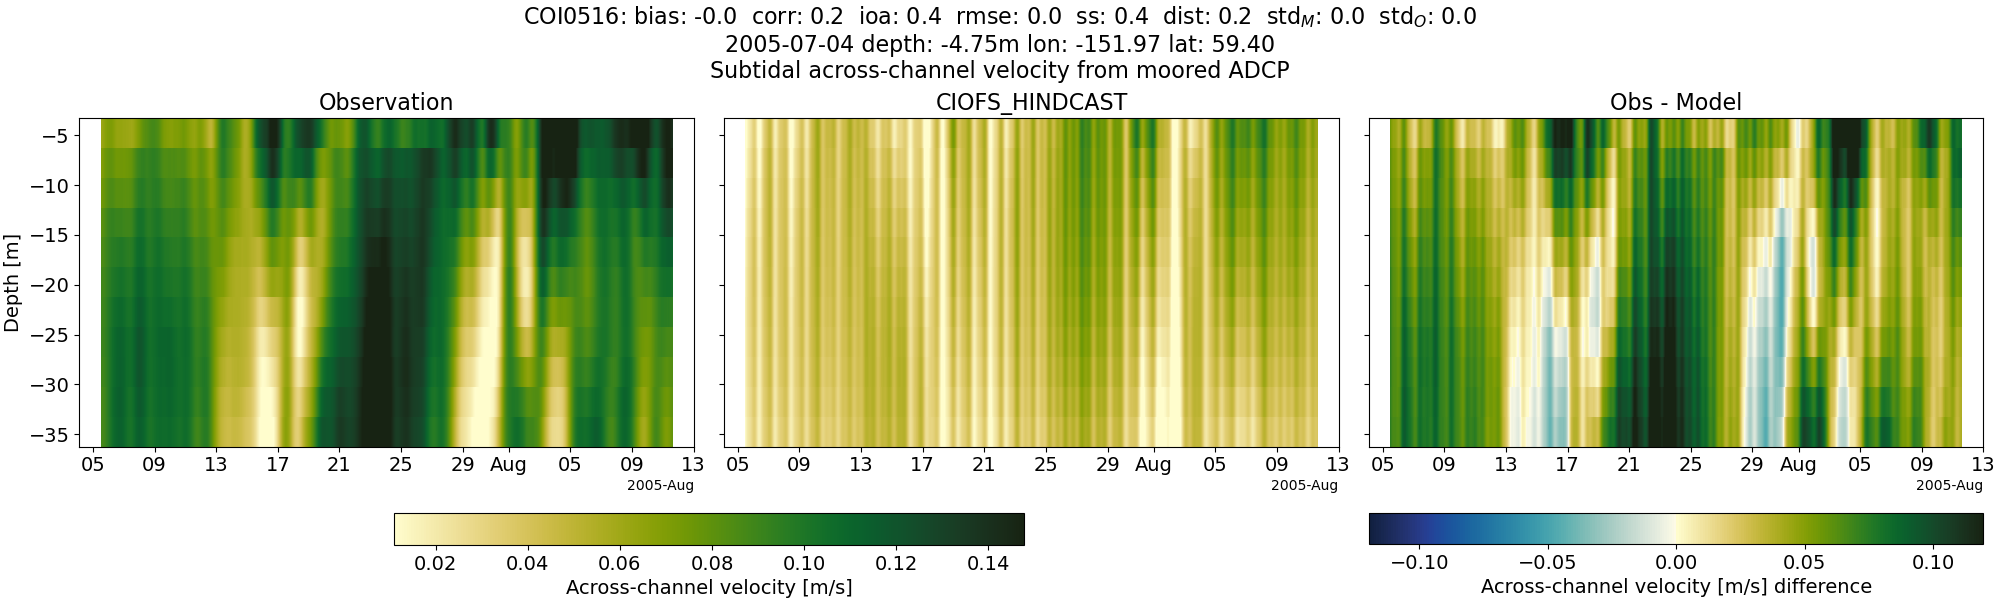 COI0516: bias: -0.0 corr: 0.2 ioa: 0.4 rmse: 0.0 ss: 0.4 dist: 0.2 std_M: 0.0 std_O: 0.0
2005-07-04 depth: -4.75m lon: -151.97 lat: 59.40
Subtidal across-channel velocity from moored ADCP
Observation
CIOFS_HINDCAST
Obs - Model
Depth [m]
−5
−10
−15
−20
−25
−30
−35
05 09 13 17 21 25 29 Aug 05 09 13
2005-Aug
05 09 13 17 21 25 29 Aug 05 09 13
2005-Aug
05 09 13 17 21 25 29 Aug 05 09 13
2005-Aug
0.02 0.04 0.06 0.08 0.10 0.12 0.14
Across-channel velocity [m/s]
−0.10 −0.05 0.00 0.05 0.10
Across-channel velocity [m/s] difference